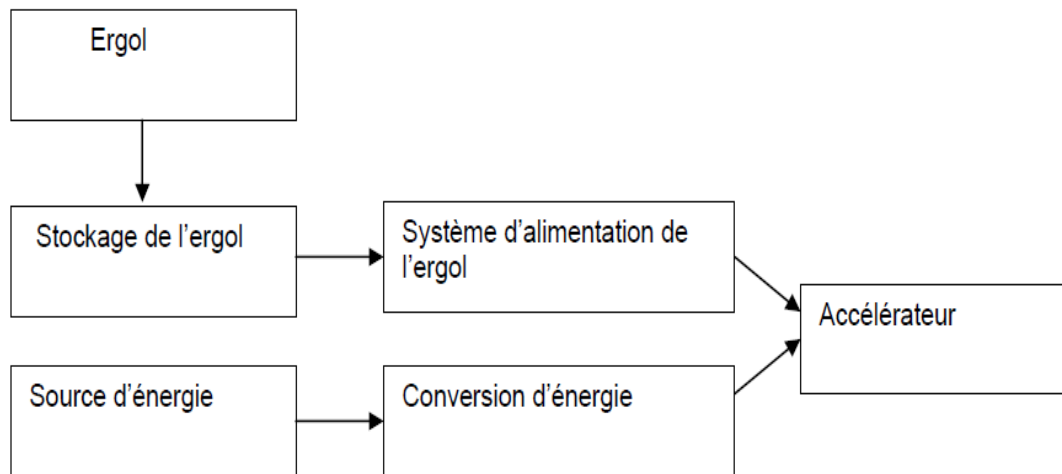 Ergol
Stockage de l’ergol
Système d’alimentation de
l’ergol
Accélérateur
Source d’énergie
Conversion d’énergie